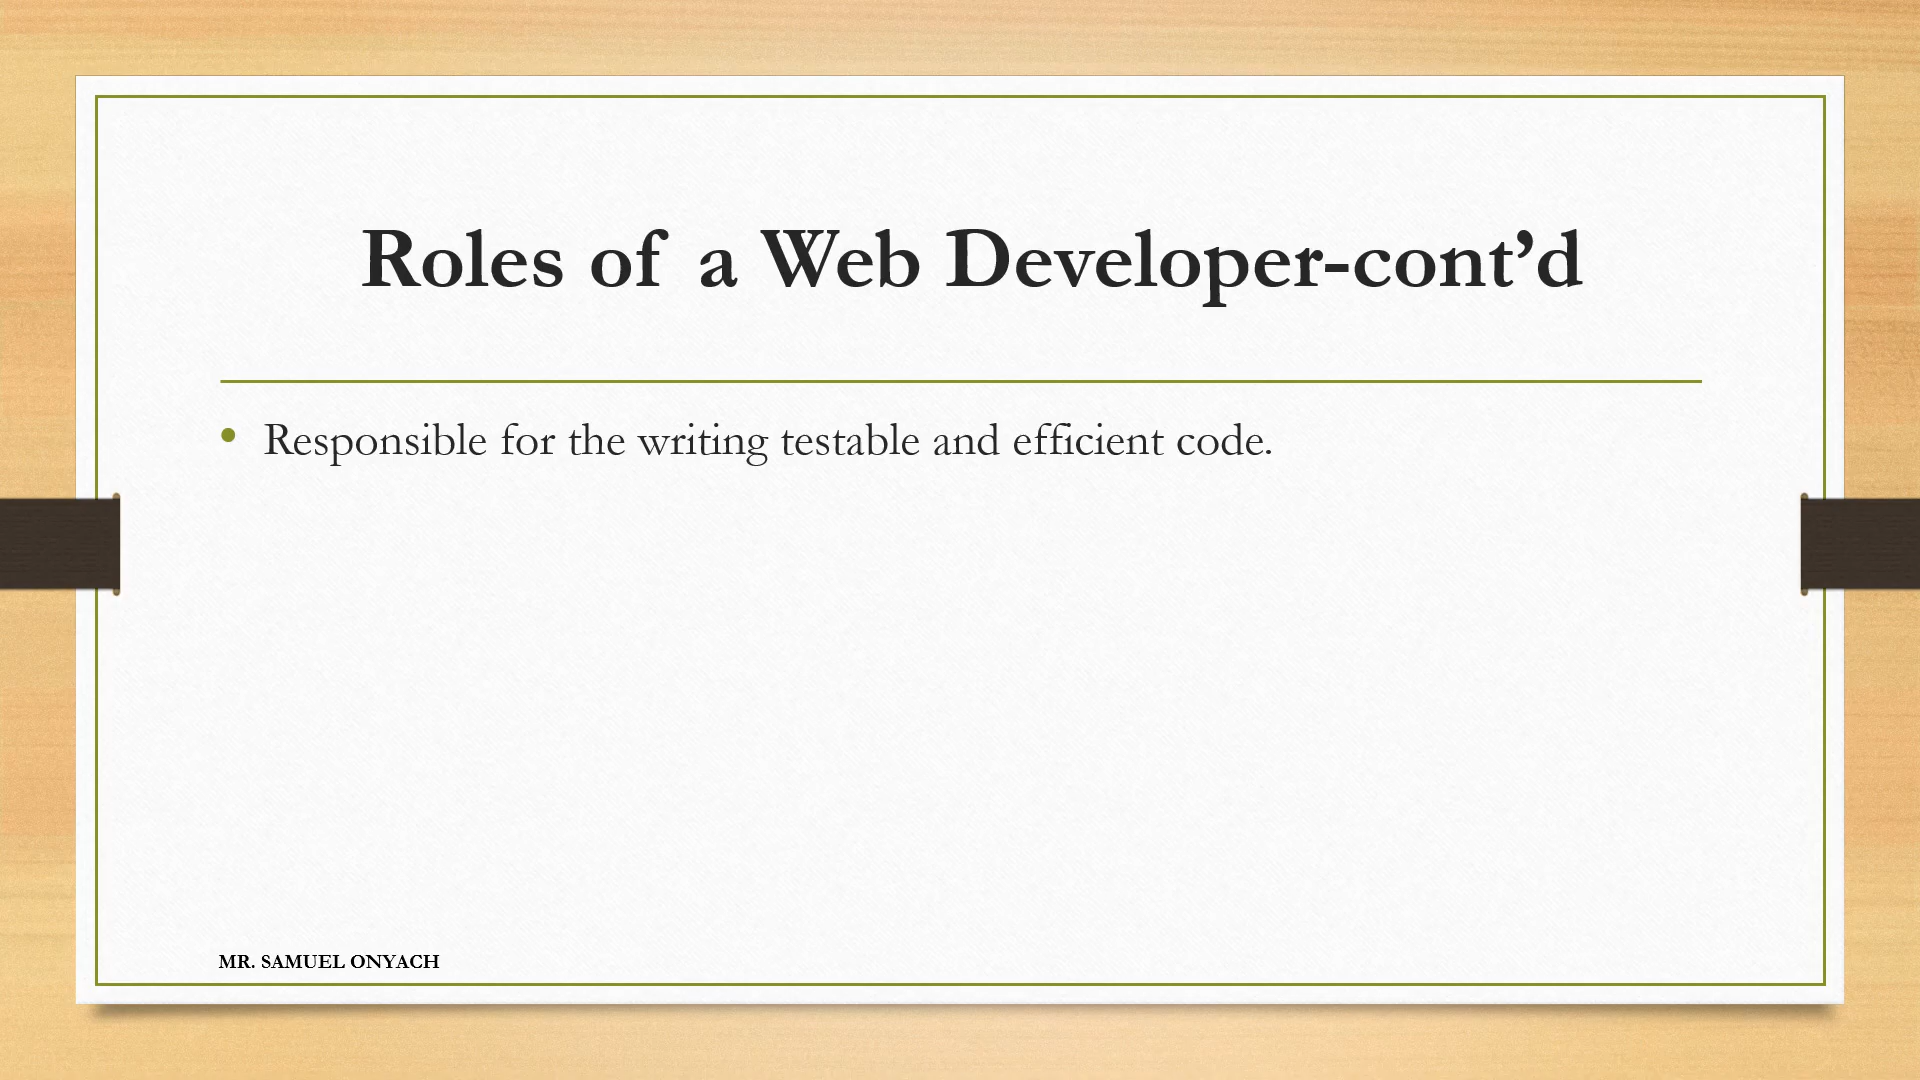 Roles of a Web Developer-cont’d
• Responsible for the writing testable and efficient code.
MR. SAMUEL ONYACH